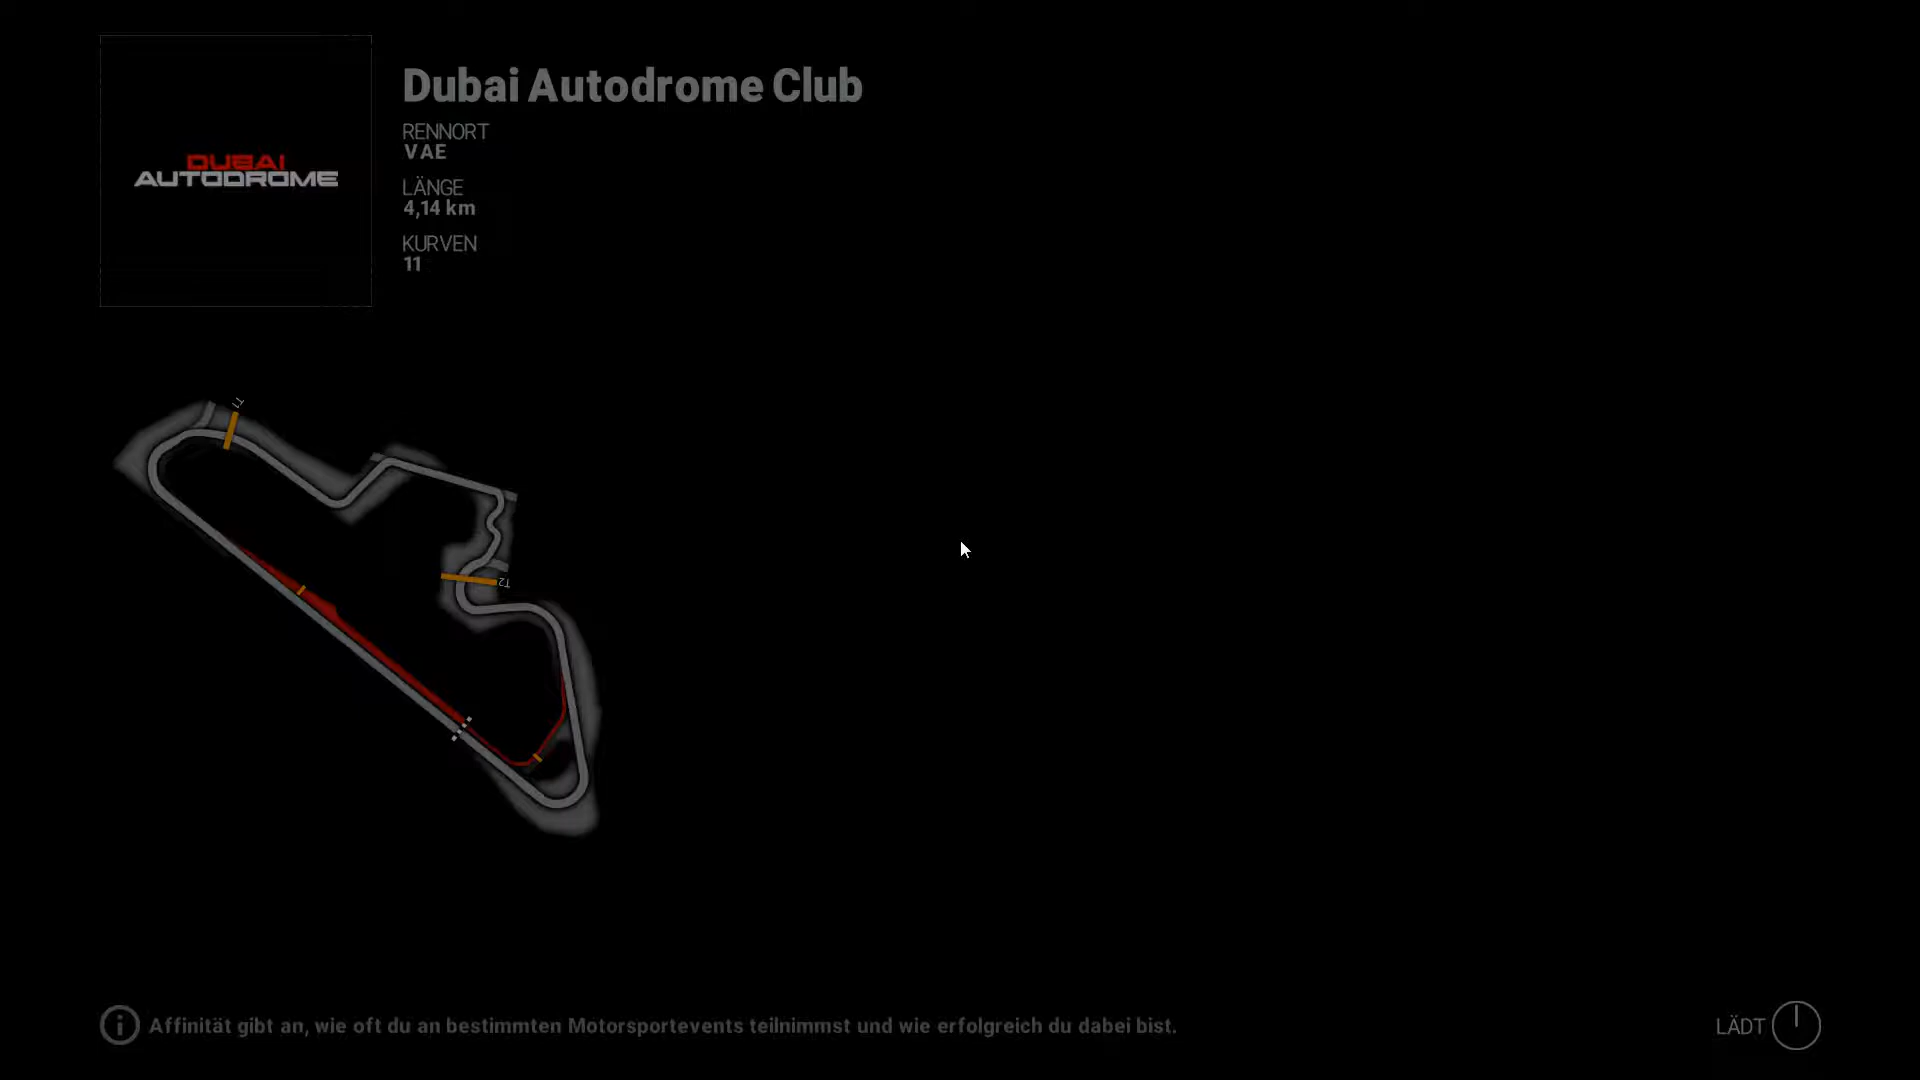 DUBAI
AUTODROME
Dubai Autodrome Club
RENNORT
VAE
LÄNGE
4,14 km
KURVEN
11
T1
T2
Affinität gibt an, wie oft du an bestimmten Motorsportevents teilnimmst und wie erfolgreich du dabei bist.
LÄDT